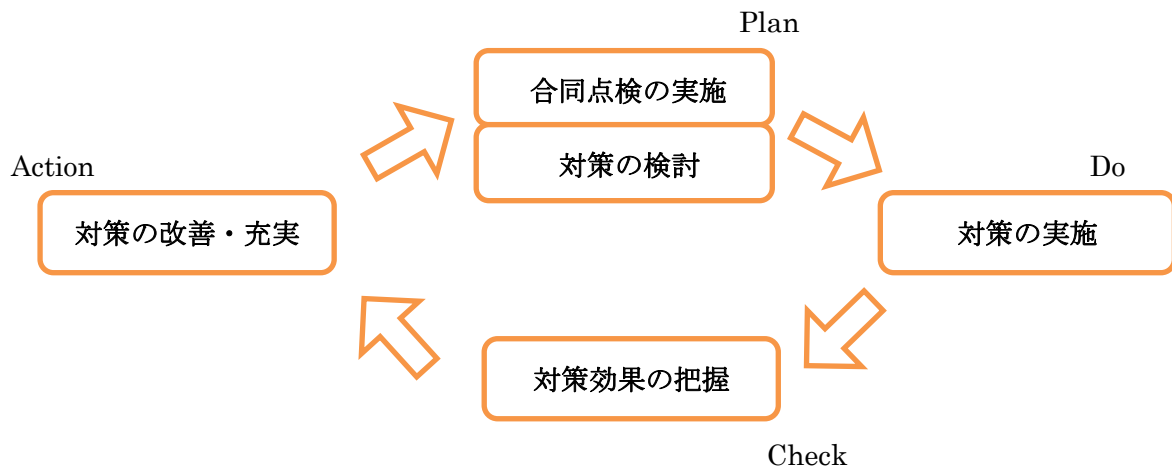 Plan
合同点検の実施
対策の検討
Action
対策の改善・充実
Do
対策の実施
対策効果の把握
Check